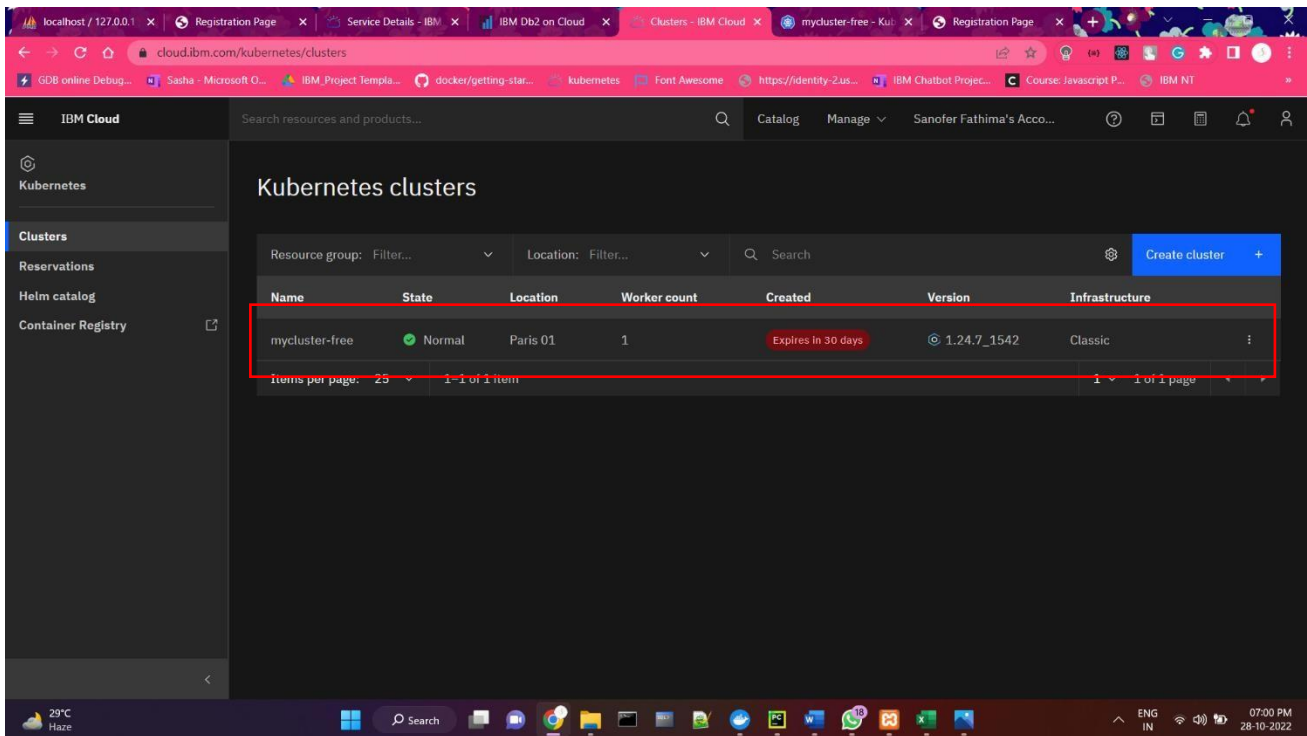 localhost / 127.0.0.1 Registration Page Service Details - IBM IBM Db2 on Cloud Clusters - IBM Cloud mycluster-free - Kub Registration Page
cloud.ibm.com/kubernetes/clusters
GDB online Debug... Sasha - Microsoft O... IBM_Project Templa... docker/getting-star... kubernetes Font Awesome https://identity-2.us... IBM Chatbot Projec... Course: Javascript P... IBM NT
IBM Cloud Search resources and products... Catalog Manage Sanofer Fathima's Acco...
Kubernetes
Kubernetes clusters
Clusters
Reservations
Helm catalog
Container Registry
Resource group: Filter... Location: Filter... Search Create cluster +
Name State Location Worker count Created Version Infrastructure
mycluster-free Normal Paris 01 1 Expires in 30 days 1.24.7_1542 Classic
Items per page: 25 1–1 of 1 item 1 1 of 1 page
29°C
Haze
Search
18
ENG
IN
07:00 PM
28-10-2022